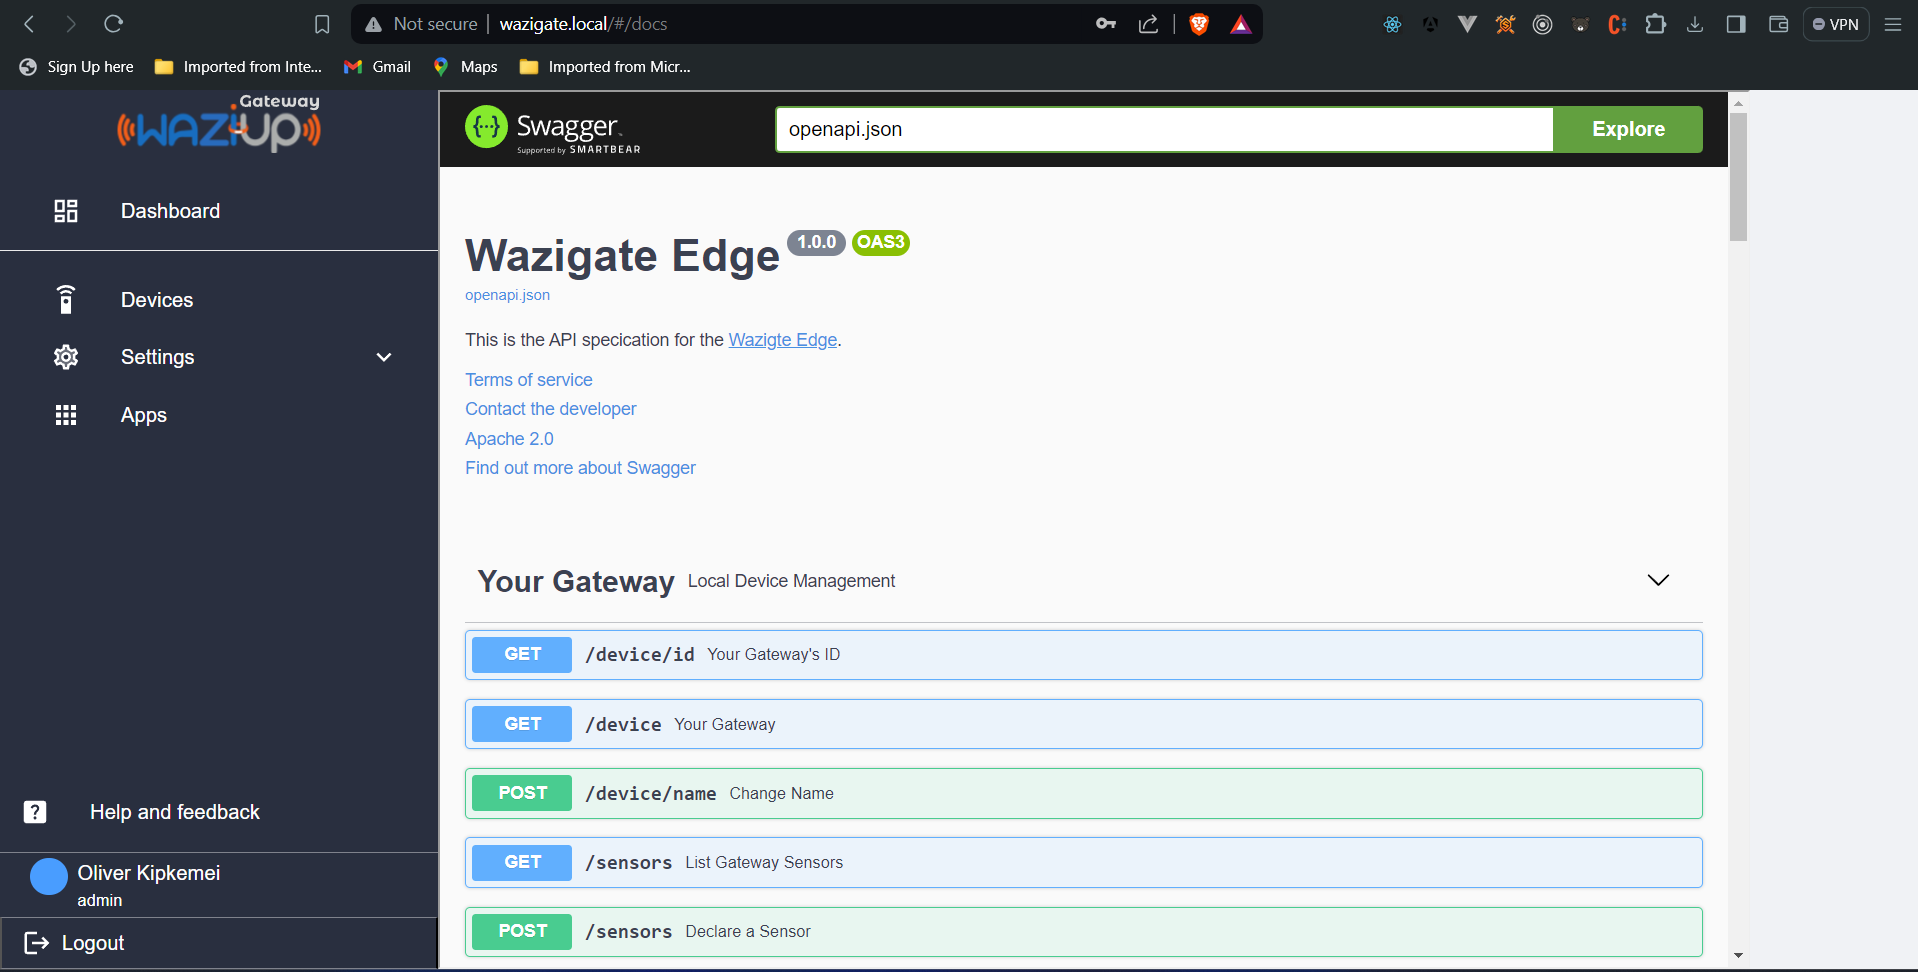 Not secure wazigate.local/#/docs
VPN
Sign Up here Imported from Inte... Gmail Maps Imported from Micr...
Gateway
WAZIUP
Dashboard
Devices
Settings
Apps
Help and feedback
Oliver Kipkemei
admin
Logout
Swagger
Supported by SMARTBEAR
openapi.json Explore
Wazigate Edge 1.0.0 OAS3
openapi.json
This is the API specication for the Wazigte Edge.
Terms of service
Contact the developer
Apache 2.0
Find out more about Swagger
Your Gateway Local Device Management
GET /device/id Your Gateway's ID
GET /device Your Gateway
POST /device/name Change Name
GET /sensors List Gateway Sensors
POST /sensors Declare a Sensor